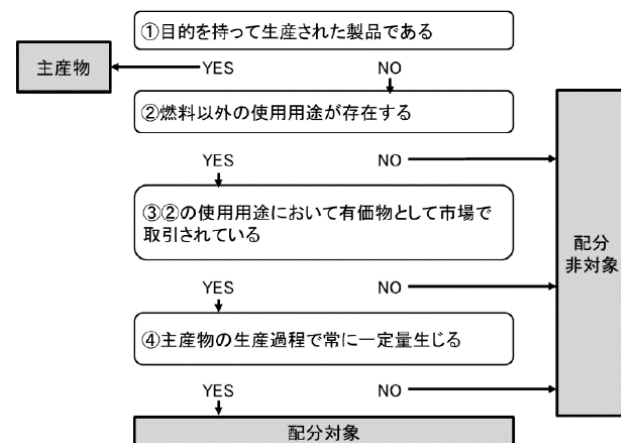 ①目的を持って生産された製品である
主産物
YES NO
②燃料以外の使用用途が存在する
YES NO
③②の使用用途において有価物として市場で
取引されている
配分
非対象
YES NO
④主産物の生産過程で常に一定量生じる
YES NO
配分対象